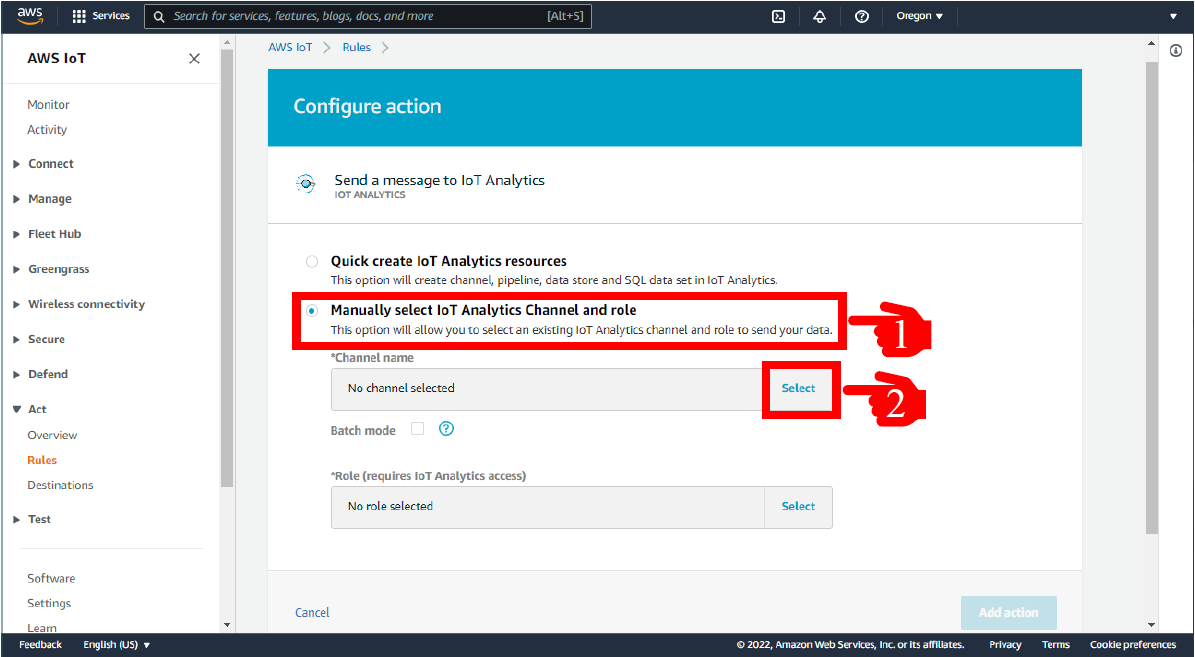 aws
Services
Search for services, features, blogs, docs, and more
[Alt+S]
Oregon
AWS IoT
Monitor
Activity
Connect
Manage
Fleet Hub
Greengrass
Wireless connectivity
Secure
Defend
Act
Overview
Rules
Destinations
Test
Software
Settings
Learn
AWS IoT
Rules
Configure action
Send a message to IoT Analytics
IOT ANALYTICS
Quick create IoT Analytics resources
This option will create channel, pipeline, data store and SQL data set in IoT Analytics.
Manually select IoT Analytics Channel and role
This option will allow you to select an existing IoT Analytics channel and role to send your data.
1
*Channel name
No channel selected
Select
2
Batch mode
?
*Role (requires IoT Analytics access)
No role selected
Select
Cancel
Add action
Feedback
English (US)
© 2022, Amazon Web Services, Inc. or its affiliates.
Privacy
Terms
Cookie preferences